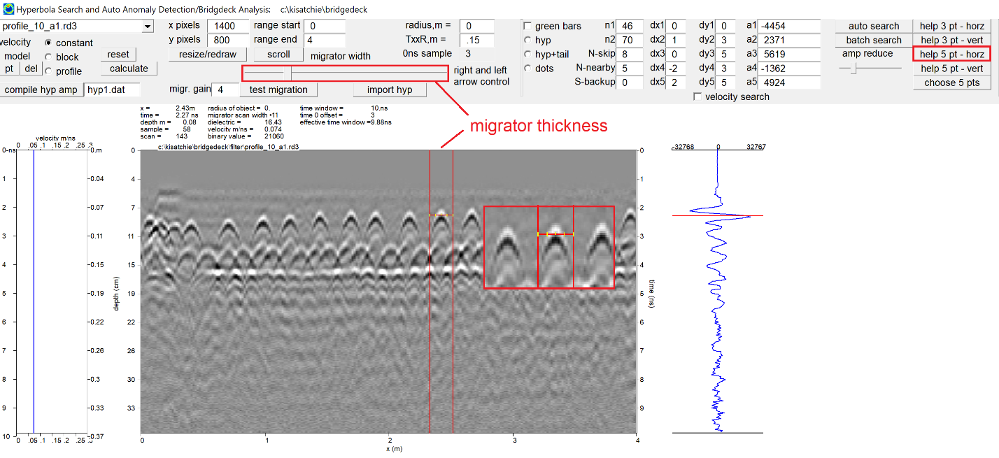 Hyperbola Search and Auto Anomaly Detection/Bridgdeck Analysis: c:\kisatchie\bridgedeck
profile_10_a1.rd3 x pixels 1400 range start 0 radius,m = 0 green bars n1 46 dx1 0 dy1 0 a1 -4454 auto search help 3 pt - horz
velocity constant y pixels 800 range end 4 TxxR,m = .15 hyp n2 70 dx2 1 dy2 3 a2 2371 batch search help 3 pt - vert
model block reset resize/redraw scroll migrator width 0ns sample 3 hyp+tail N-skip 8 dx3 0 dy3 5 a3 5619 amp reduce help 5 pt - horz
pt del profile calculate right and left dots N-nearby 5 dx4 -2 dy4 3 a4 -1362 help 5 pt - vert
arrow control S-backup 0 dx5 2 dy5 5 a5 4924 choose 5 pts
compile hyp amp hyp1.dat migr. gain 4 test migration import hyp velocity search
x = 2.43m radius of object = 0. time window = 10.ns
time = 2.27 ns migrator scan width =11 time 0 offset = 3
depth m = 0.08 dielectric = 16.43 effective time window =9.88ns
sample = 58 velocity m/ns = 0.074
scan = 143 binary value = 21060
migrator thickness
velocity m/ns
0 .05 .1 .15 .2 .25 .3
c:\kisatchie\bridgedeck\filter\profile_10_a1.rd3
-32768 0 32767
0-ns 0.m 0 0
1 0.04 4 1
2 0.07 7 2
3 0.11 11 3
4 0.15 15 4
depth (cm)
time (ns)
5 0.19 19 5
6 0.22 22 6
7 0.26 26 7
8 0.3 30 8
9 0.33 33 9
10 0.37
0 .05 .1 .15 .2 .25 .3
0 1 2 3 4
x (m)